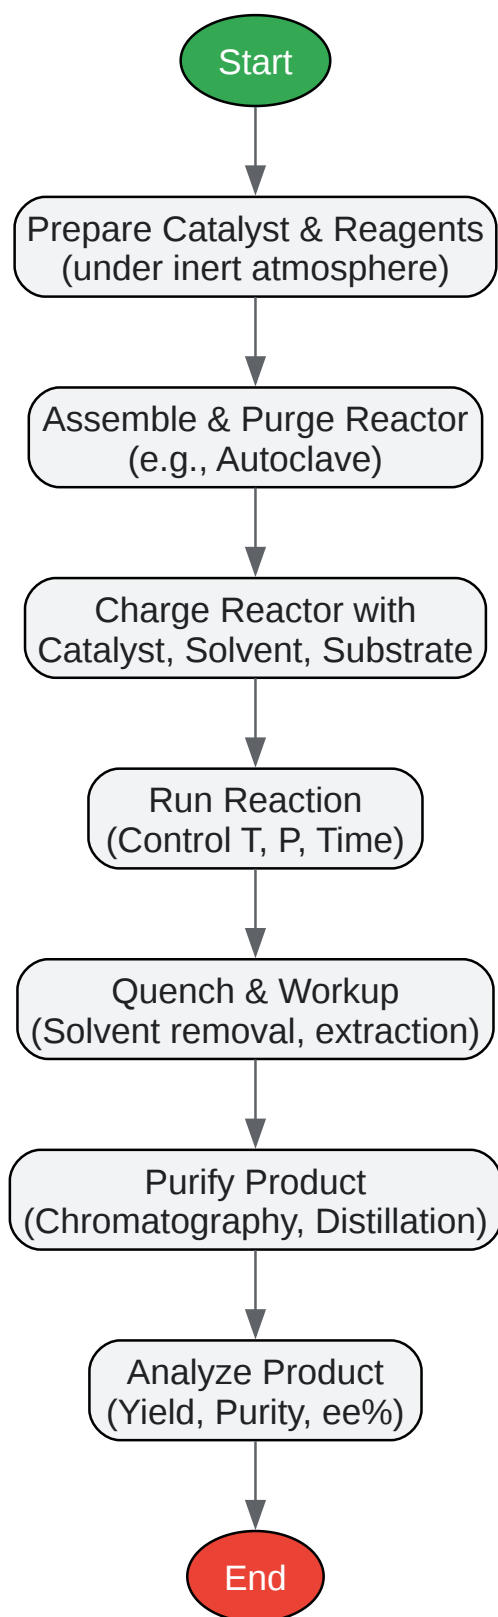 Start
Prepare Catalyst & Reagents
(under inert atmosphere)
Assemble & Purge Reactor
(e.g., Autoclave)
Charge Reactor with
Catalyst, Solvent, Substrate
Run Reaction
(Control T, P, Time)
Quench & Workup
(Solvent removal, extraction)
Purify Product
(Chromatography, Distillation)
Analyze Product
(Yield, Purity, ee%)
End